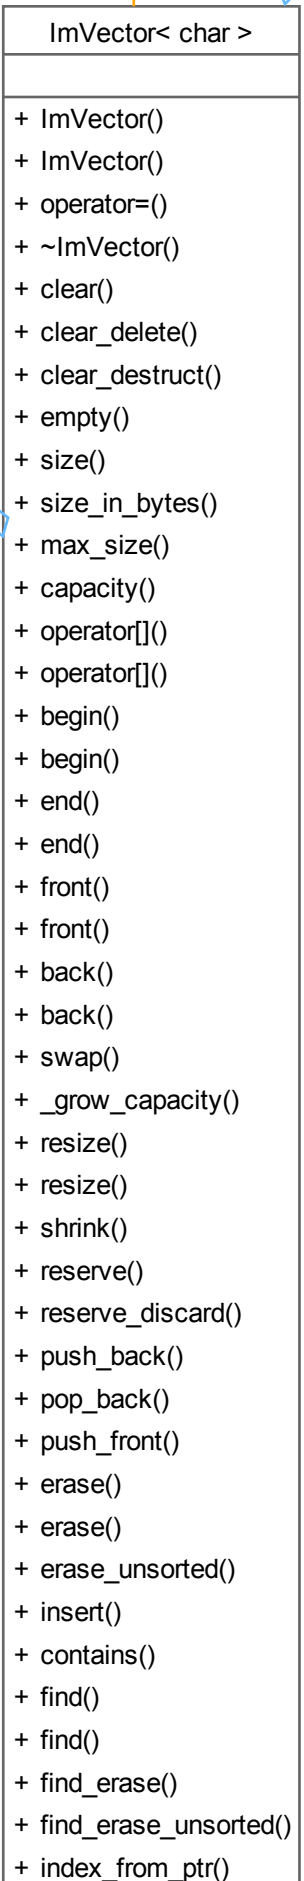 ImVector< char >
+ ImVector()
+ ImVector()
+ operator=()
+ ~ImVector()
+ clear()
+ clear_delete()
+ clear_destruct()
+ empty()
+ size()
+ size_in_bytes()
+ max_size()
+ capacity()
+ operator[]()
+ operator[]()
+ begin()
+ begin()
+ end()
+ end()
+ front()
+ front()
+ back()
+ back()
+ swap()
+ _grow_capacity()
+ resize()
+ resize()
+ shrink()
+ reserve()
+ reserve_discard()
+ push_back()
+ pop_back()
+ push_front()
+ erase()
+ erase()
+ erase_unsorted()
+ insert()
+ contains()
+ find()
+ find()
+ find_erase()
+ find_erase_unsorted()
+ index_from_ptr()